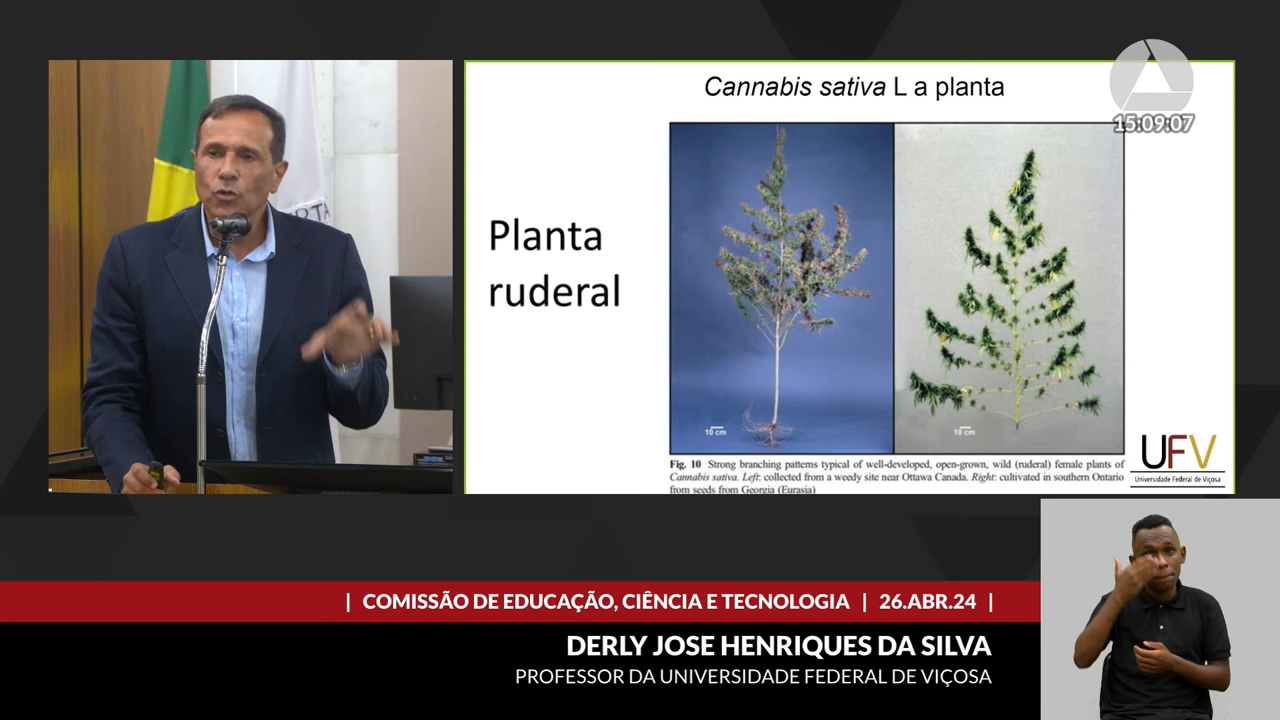 Cannabis sativa L a planta
15:09:07
Planta
ruderal
10 cm
10 cm
Fig. 10 Strong branching patterns typical of well-developed, open-grown, wild (ruderal) female plants of
Cannabis sativa. Left: collected from a weedy site near Ottawa Canada. Right: cultivated in southern Ontario
from seeds from Georgia (Eurasia)
UFV
Universidade Federal de Viçosa
| COMISSÃO DE EDUCAÇÃO, CIÊNCIA E TECNOLOGIA | 26.ABR.24 |
DERLY JOSE HENRIQUES DA SILVA
PROFESSOR DA UNIVERSIDADE FEDERAL DE VIÇOSA